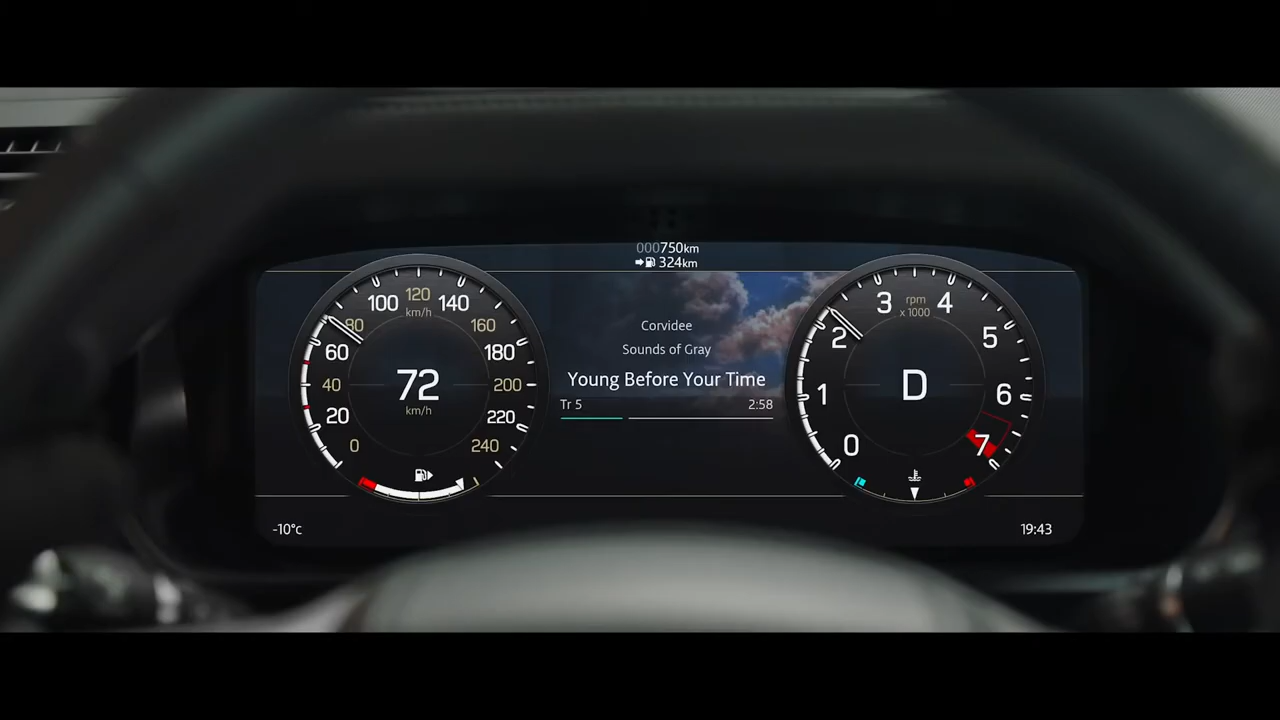 000750km
324km
100 120 140
km/h
80
160
60
180
40
200
20
220
0
240
72
km/h
Corvidee
Sounds of Gray
Young Before Your Time
Tr 5
2:58
3 rpm 4
x 1000
2
5
1
6
0
7
D
-10°c
19:43